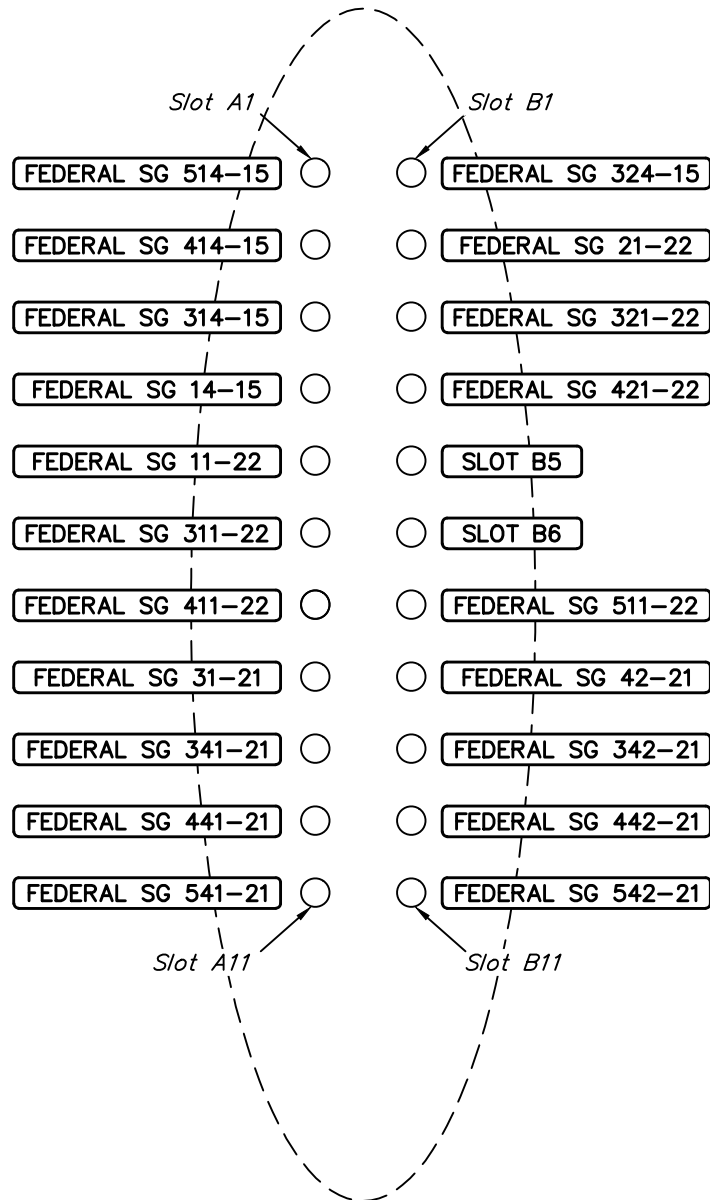 Slot A1 Slot B1
FEDERAL SG 514-15 FEDERAL SG 324-15
FEDERAL SG 414-15 FEDERAL SG 21-22
FEDERAL SG 314-15 FEDERAL SG 321-22
FEDERAL SG 14-15 FEDERAL SG 421-22
FEDERAL SG 11-22 SLOT B5
FEDERAL SG 311-22 SLOT B6
FEDERAL SG 411-22 FEDERAL SG 511-22
FEDERAL SG 31-21 FEDERAL SG 42-21
FEDERAL SG 341-21 FEDERAL SG 342-21
FEDERAL SG 441-21 FEDERAL SG 442-21
FEDERAL SG 541-21 FEDERAL SG 542-21
Slot A11 Slot B11